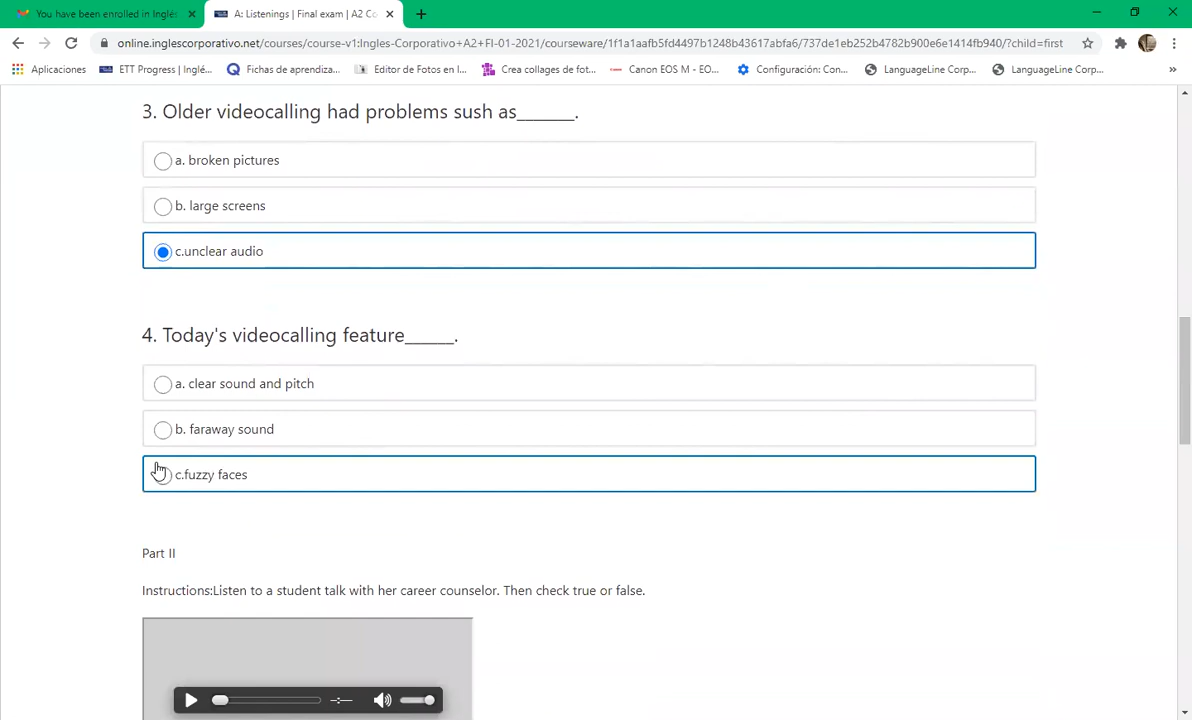 You have been enrolled in Inglés
A: Listenings | Final exam | A2 Co
online.inglescorporativo.net/courses/course-v1:Ingles-Corporativo+A2+FI-01-2021/courseware/1f1a1aafb5fd4497b1248b43617abfa6/737de1eb252b4782b900e6e1414fb940/?child=first
Aplicaciones
ETT Progress | Inglé...
Fichas de aprendiza...
Editor de Fotos en l...
Crea collages de fot...
Canon EOS M - EO...
Configuración: Con...
LanguageLine Corp...
LanguageLine Corp...
»
3. Older videocalling had problems sush as_______.
a. broken pictures
b. large screens
c.unclear audio
4. Today's videocalling feature______.
a. clear sound and pitch
b. faraway sound
c.fuzzy faces
Part II
Instructions:Listen to a student talk with her career counselor. Then check true or false.
-:--